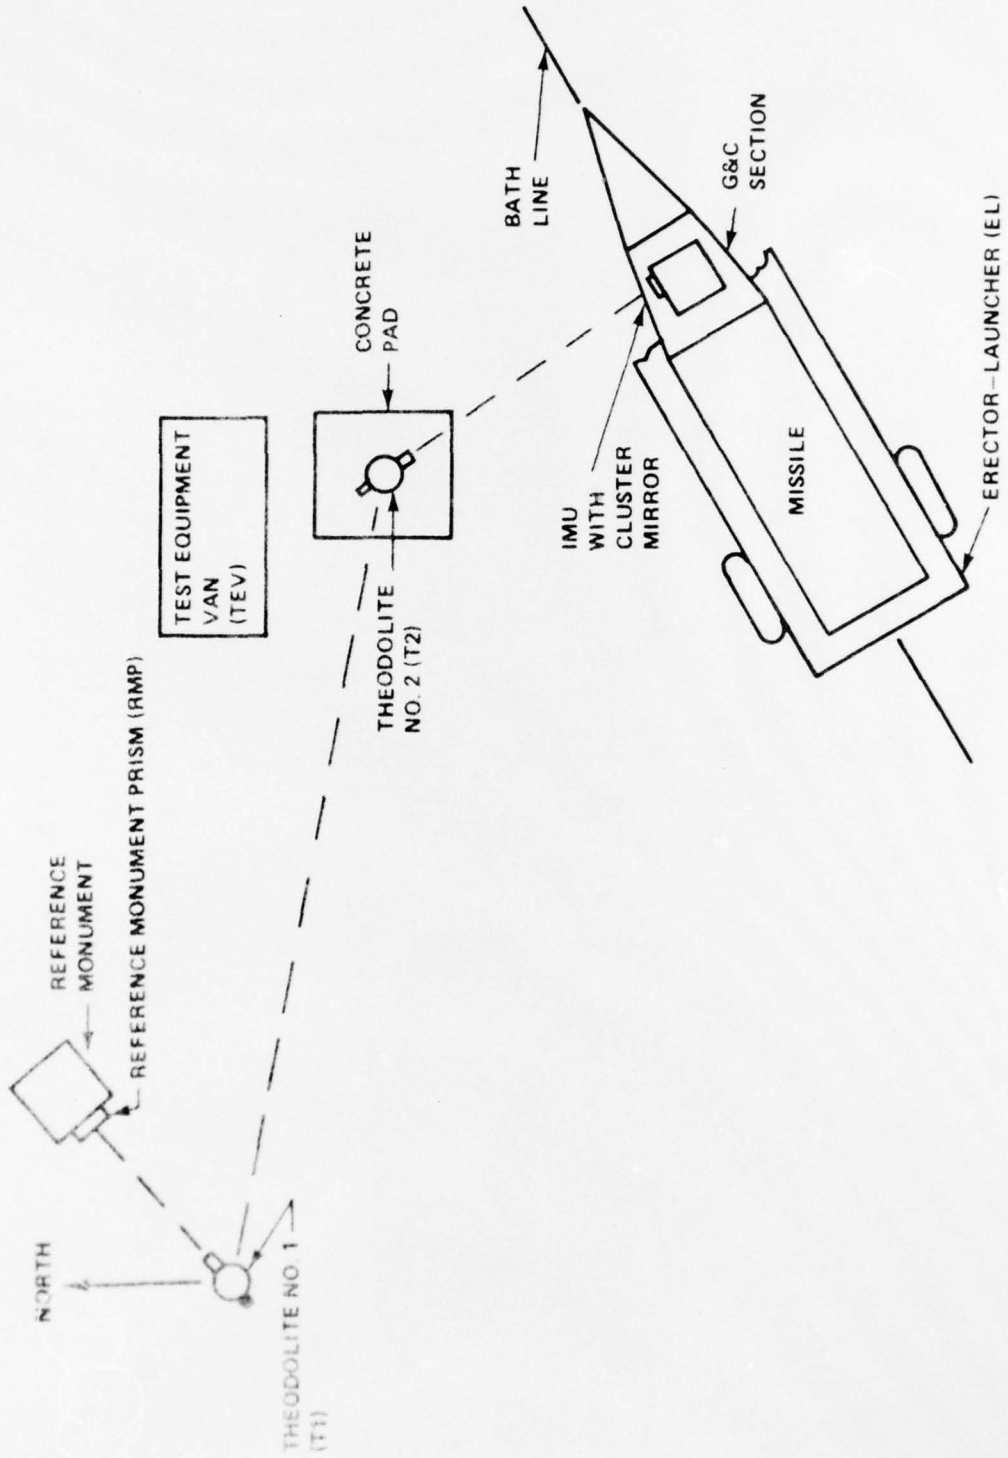 NORTH
REFERENCE
MONUMENT
REFERENCE MONUMENT PRISM (RMP)
TEST EQUIPMENT
VAN
(TEV)
THEODOLITE NO. 1
(T1)
CONCRETE
PAD
THEODOLITE
NO. 2 (T2)
BATH
LINE
IMU
WITH
CLUSTER
MIRROR
G&C
SECTION
MISSILE
ERECTOR-LAUNCHER (EL)